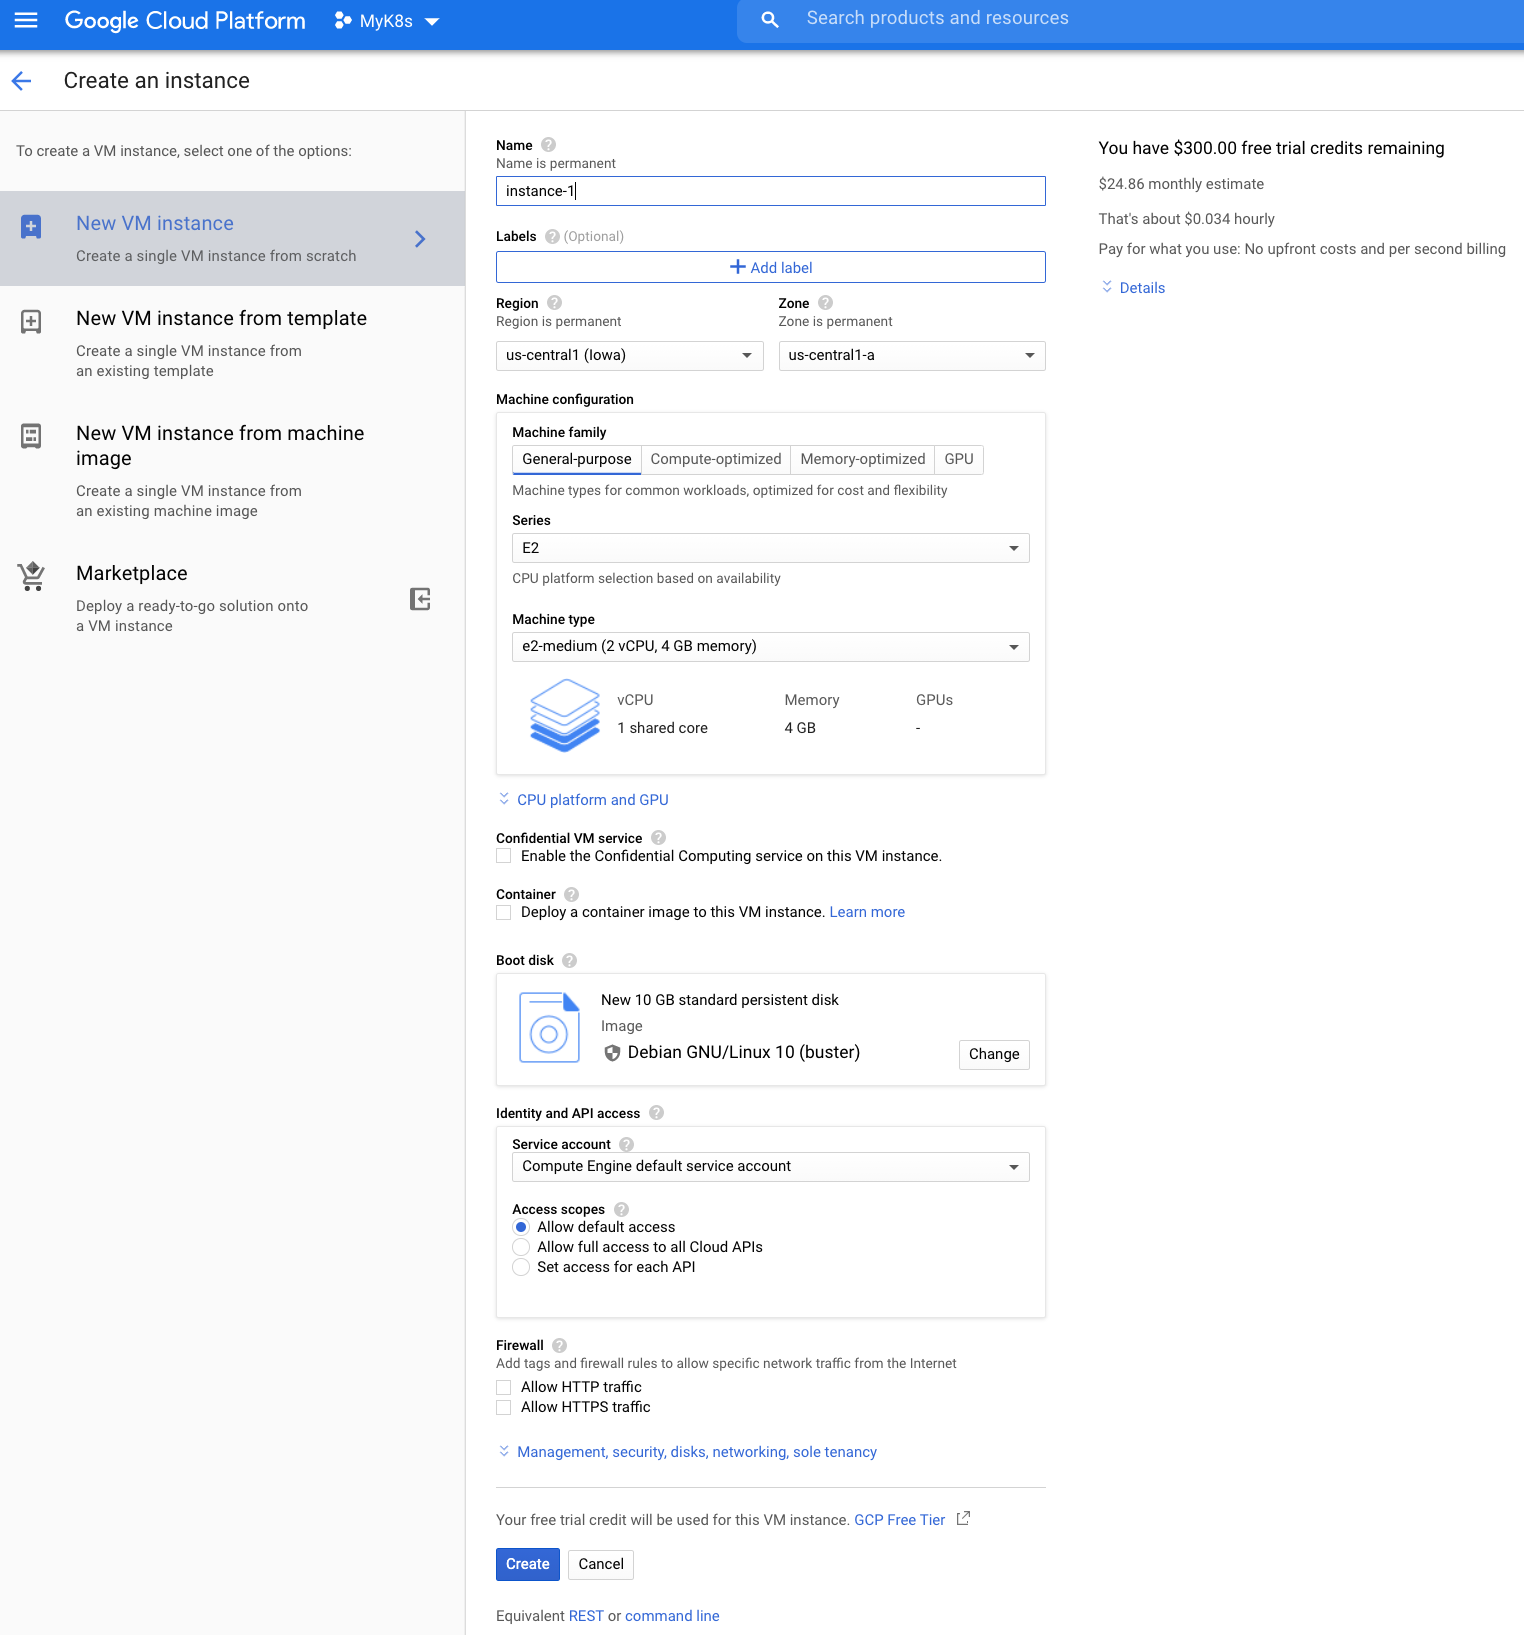 Google Cloud Platform
MyK8s
Search products and resources
Create an instance
To create a VM instance, select one of the options:
New VM instance
Create a single VM instance from scratch
New VM instance from template
Create a single VM instance from
an existing template
New VM instance from machine
image
Create a single VM instance from
an existing machine image
Marketplace
Deploy a ready-to-go solution onto
a VM instance
Name
Name is permanent
instance-1
Labels (Optional)
Add label
Region
Region is permanent
us-central1 (Iowa)
Zone
Zone is permanent
us-central1-a
Machine configuration
Machine family
General-purpose Compute-optimized Memory-optimized GPU
Machine types for common workloads, optimized for cost and flexibility
Series
E2
CPU platform selection based on availability
Machine type
e2-medium (2 vCPU, 4 GB memory)
vCPU Memory GPUs
1 shared core 4 GB -
CPU platform and GPU
Confidential VM service
Enable the Confidential Computing service on this VM instance.
Container
Deploy a container image to this VM instance. Learn more
Boot disk
New 10 GB standard persistent disk
Image
Debian GNU/Linux 10 (buster)
Change
Identity and API access
Service account
Compute Engine default service account
Access scopes
Allow default access
Allow full access to all Cloud APIs
Set access for each API
Firewall
Add tags and firewall rules to allow specific network traffic from the Internet
Allow HTTP traffic
Allow HTTPS traffic
Management, security, disks, networking, sole tenancy
Your free trial credit will be used for this VM instance. GCP Free Tier
Create Cancel
Equivalent REST or command line
You have $300.00 free trial credits remaining
$24.86 monthly estimate
That's about $0.034 hourly
Pay for what you use: No upfront costs and per second billing
Details